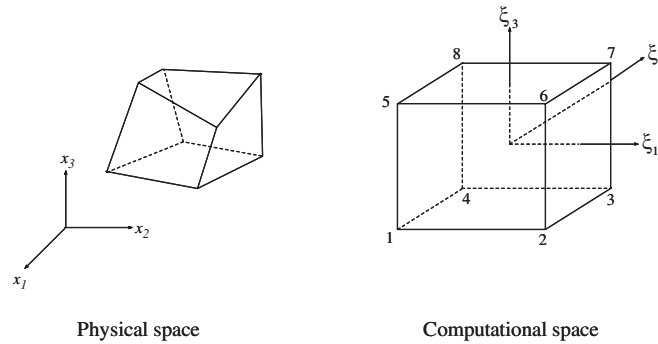 ξ3
8
7
ξ
5
6
ξ1
x3
4
3
x2
1
2
x1
Physical space
Computational space